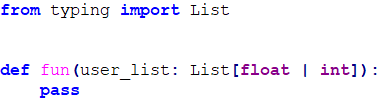 from typing import List
def fun(user_list: List[float | int]):
    pass